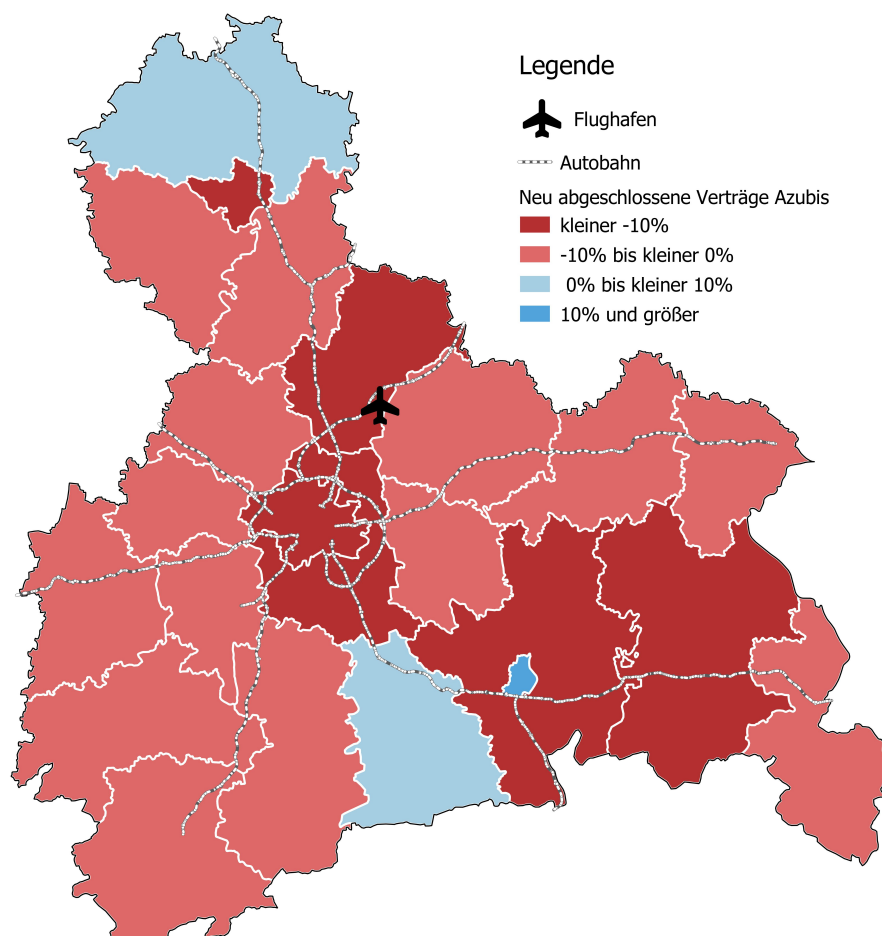 Legende
Flughafen
Autobahn
Neu abgeschlossene Verträge Azubis
kleiner -10%
-10% bis kleiner 0%
0% bis kleiner 10%
10% und größer